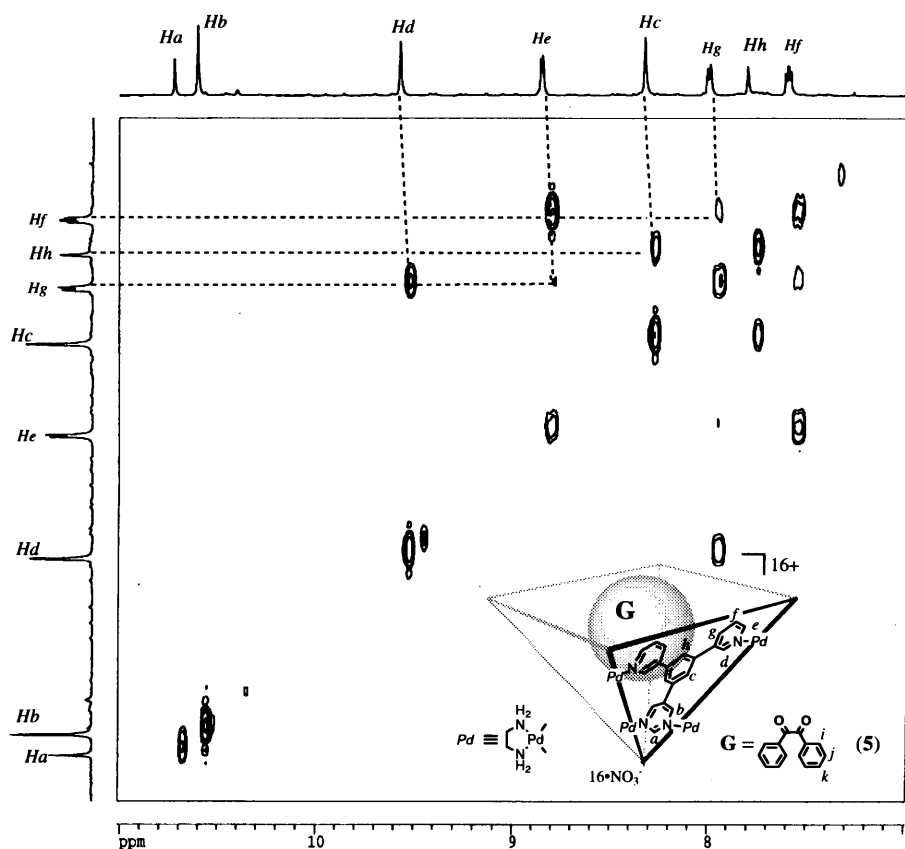 Ha
Hb
Hd
He
Hc
Hg
Hh
Hf
Hf
Hh
Hg
Hc
He
Hd
Hb
Ha
16+
G
f
e
g
N-Pd
h
d
Pd
N
c
b
Pd N N-Pd
a
H2
N
Pd ≡ Pd
N
H2
16•NO3-
G =
O O
i
j
k
(5)
ppm 10 9 8